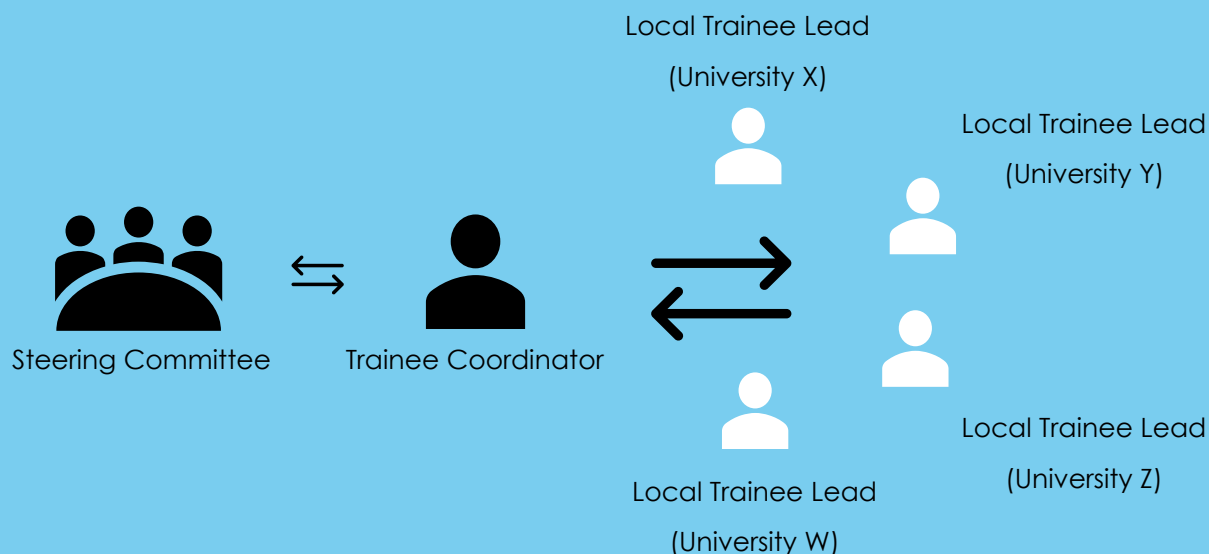 Local Trainee Lead
(University X)
Local Trainee Lead
(University Y)
Steering Committee
Trainee Coordinator
Local Trainee Lead
(University Z)
Local Trainee Lead
(University W)